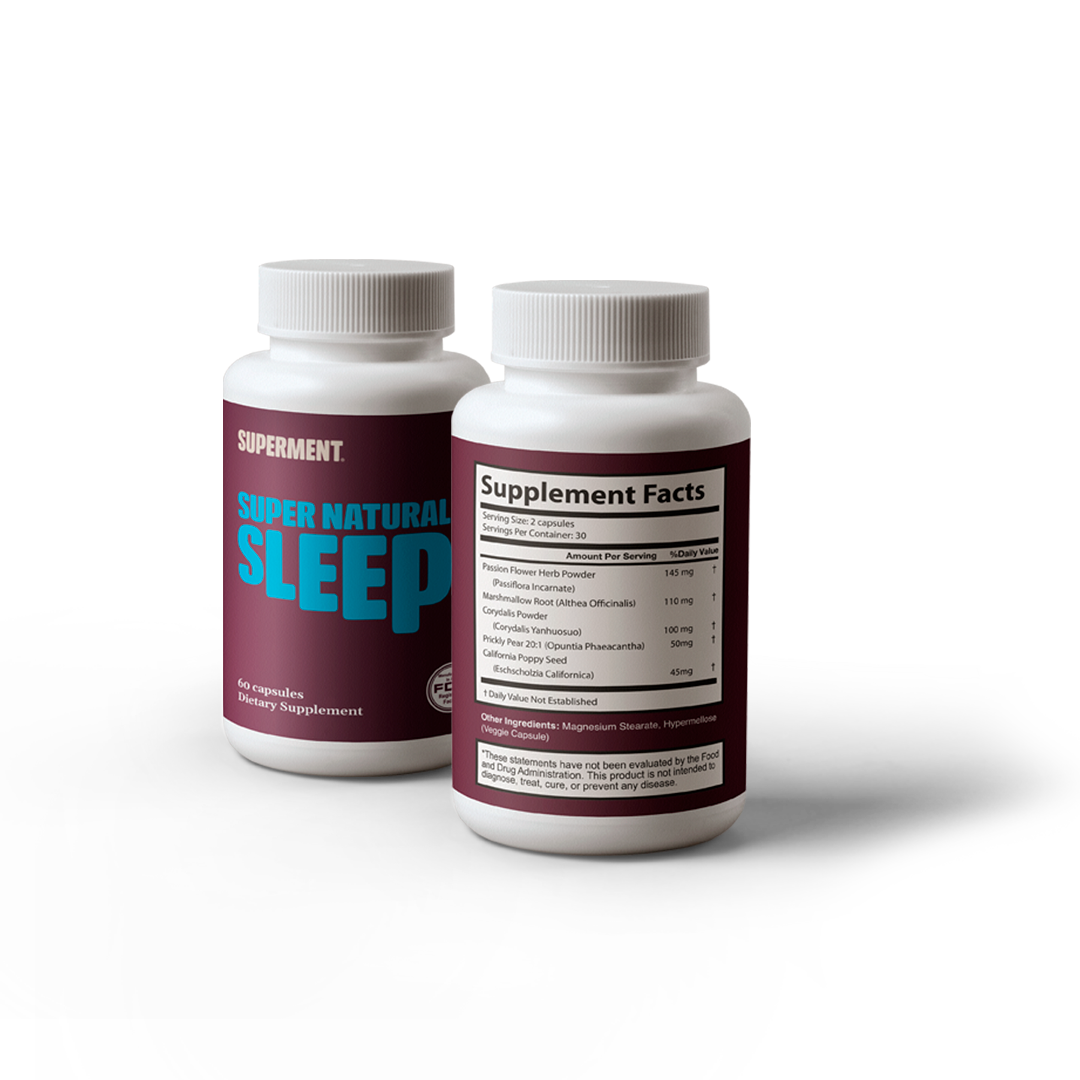 SUPERMENT®
SUPER NATURAL
SLEEP
60 capsules
Dietary Supplement
Supplement Facts
Serving Size: 2 capsules
Servings Per Container: 30
Amount Per Serving %Daily Value
Passion Flower Herb Powder 145 mg †
(Passiflora Incarnate)
Marshmallow Root (Althea Officinalis) 110 mg †
Corydalis Powder
(Corydalis Yanhuosuo) 100 mg †
Prickly Pear 20:1 (Opuntia Phaeacantha) 50mg †
California Poppy Seed
(Eschscholzia Californica) 45mg †
† Daily Value Not Established
Other Ingredients: Magnesium Stearate, Hypermellose
(Veggie Capsule)
*These statements have not been evaluated by the Food
and Drug Administration. This product is not intended to
diagnose, treat, cure, or prevent any disease.